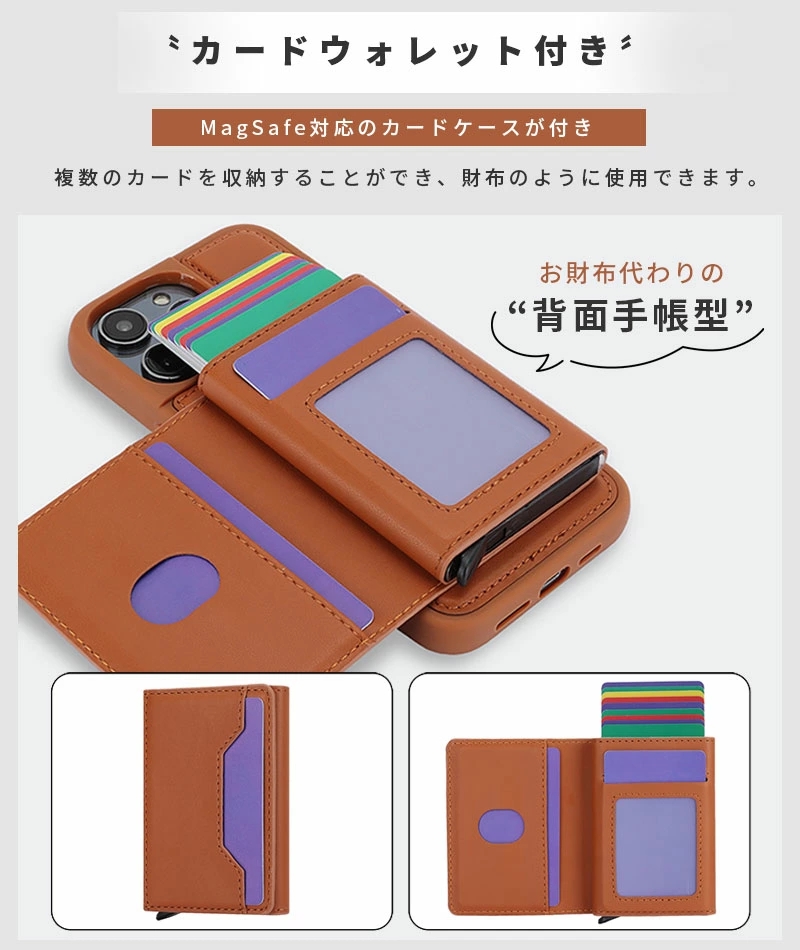 〝カードウォレット付き〞
MagSafe対応のカードケースが付き
複数のカードを収納することができ、財布のように使用できます。
お財布代わりの
“背面手帳型”